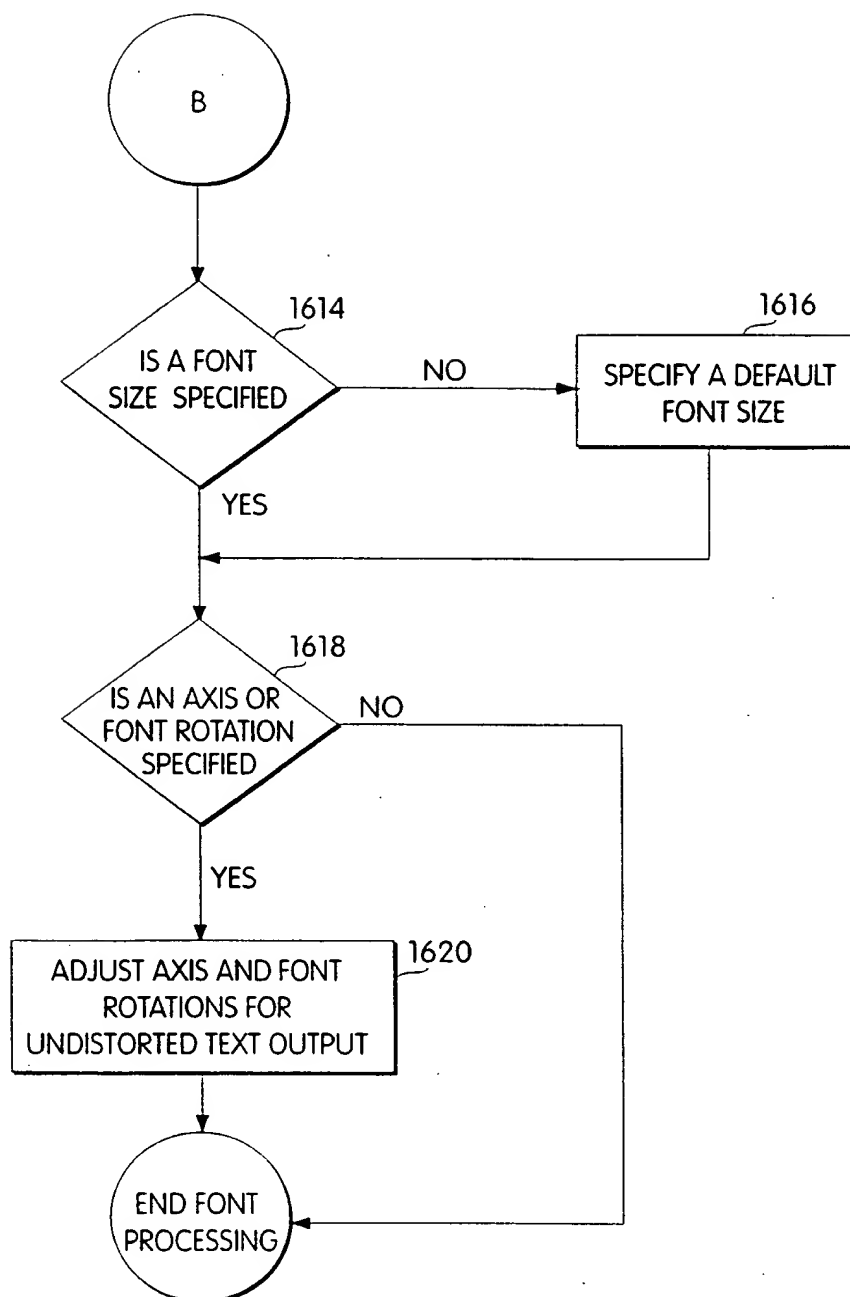 B
1614
IS A FONT
SIZE SPECIFIED
NO
1616
SPECIFY A DEFAULT
FONT SIZE
YES
1618
IS AN AXIS OR
FONT ROTATION
SPECIFIED
NO
YES
1620
ADJUST AXIS AND FONT
ROTATIONS FOR
UNDISTORTED TEXT OUTPUT
END FONT
PROCESSING